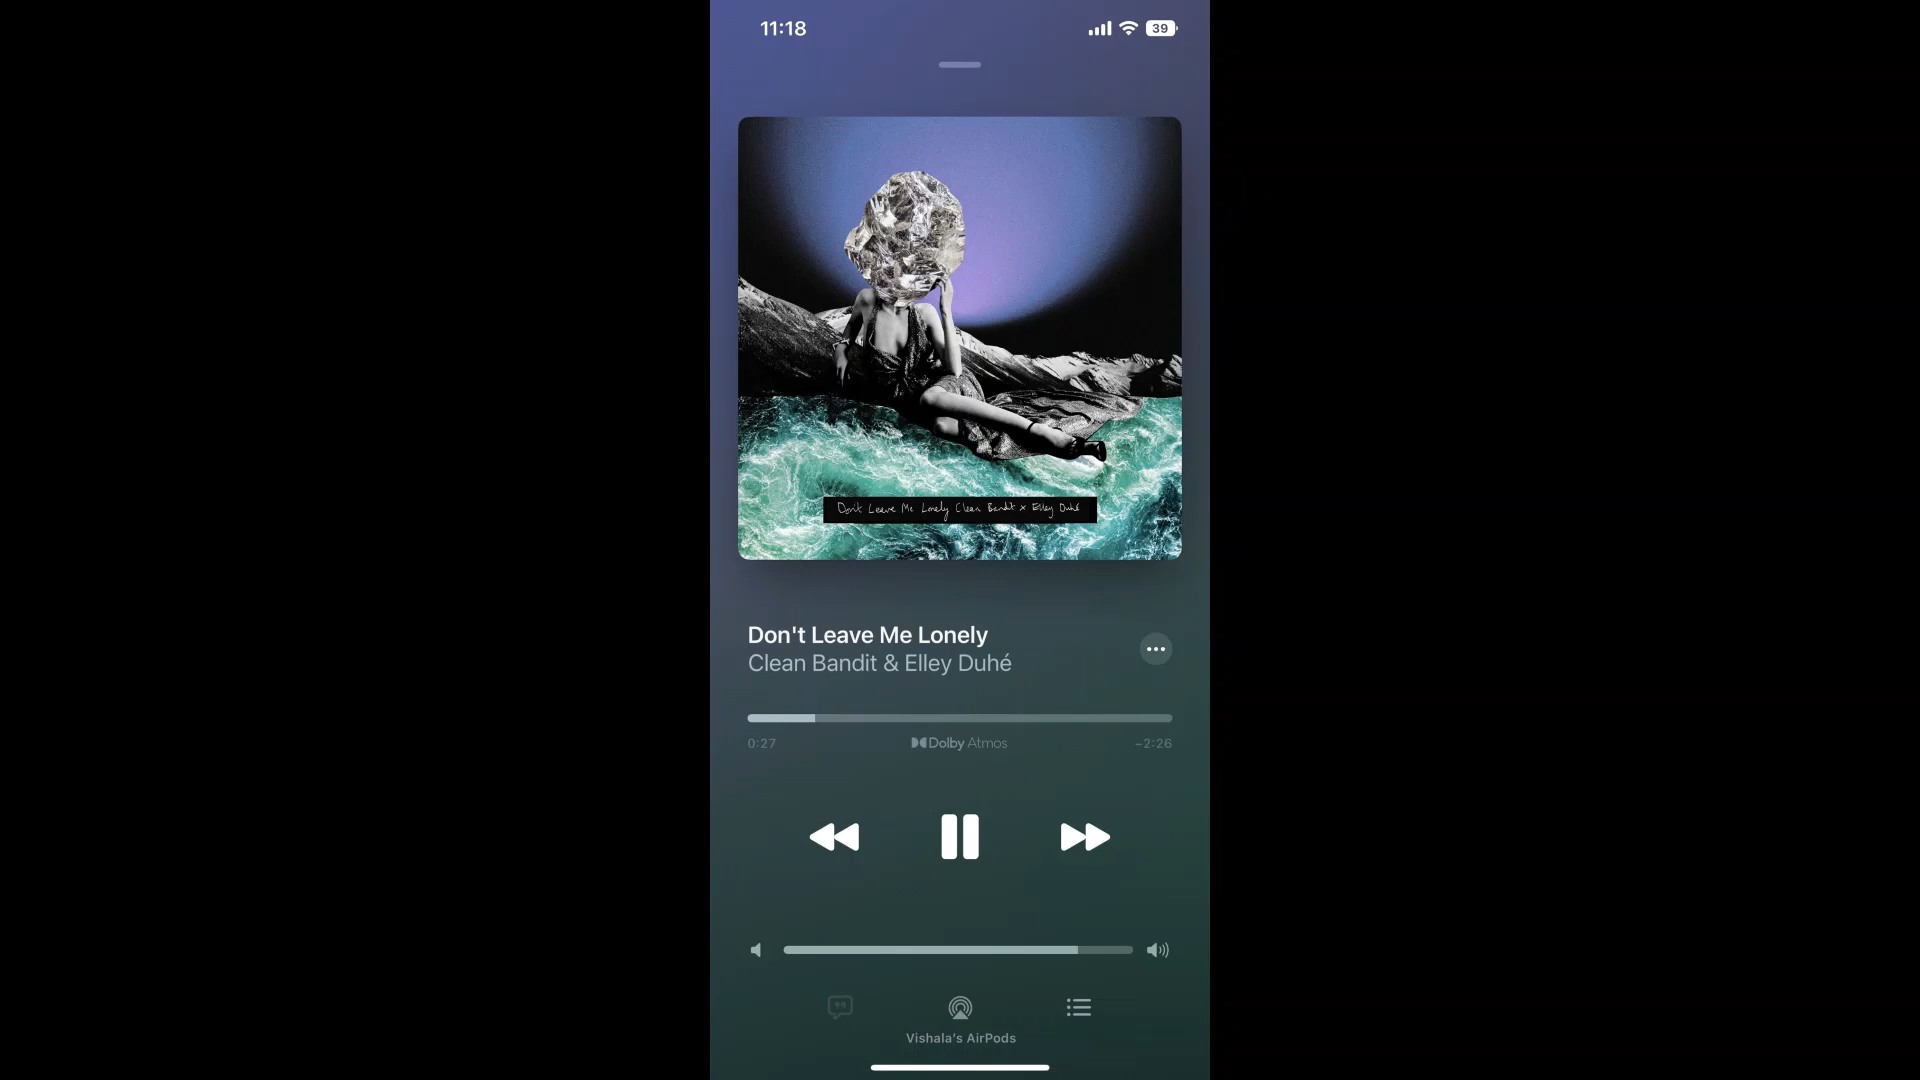 11:18
39
Don't Leave Me Lonely Clean Bandit x Elley Duhé
Don't Leave Me Lonely
Clean Bandit & Elley Duhé
0:27
Dolby Atmos
-2:26
Vishala's AirPods